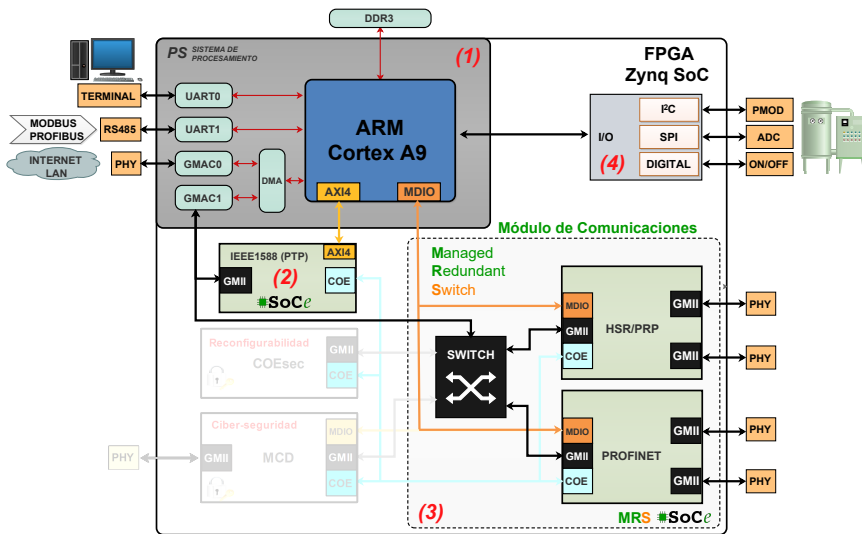 DDR3
PS SISTEMA DE
PROCESAMIENTO
(1)
FPGA
Zynq SoC
TERMINAL
UART0
MODBUS
PROFIBUS
RS485
UART1
INTERNET
LAN
PHY
GMAC0
GMAC1
DMA
ARM
Cortex A9
AXI4
MDIO
I/O
(4)
I²C
SPI
DIGITAL
PMOD
ADC
ON/OFF
Módulo de Comunicaciones
Managed
Redundant
Switch
IEEE1588 (PTP)
AXI4
GMII
(2)
COE
SoCe
Reconfigurabilidad
COEsec
GMII
COE
Ciber-seguridad
MCD
PHY
GMII
MDIO
GMII
COE
SWITCH
MDIO
GMII
COE
HSR/PRP
GMII
GMII
PHY
PHY
MDIO
GMII
COE
PROFINET
GMII
GMII
PHY
PHY
(3)
MRS SoCe